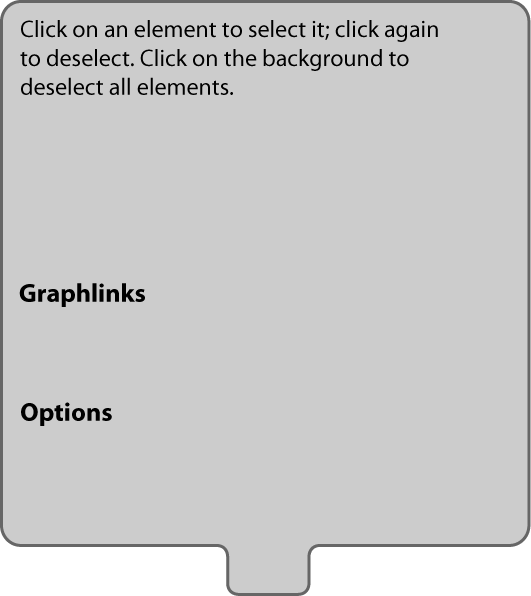 Click on an element to select it; click again
to deselect. Click on the background to
deselect all elements.
Graphlinks
Options